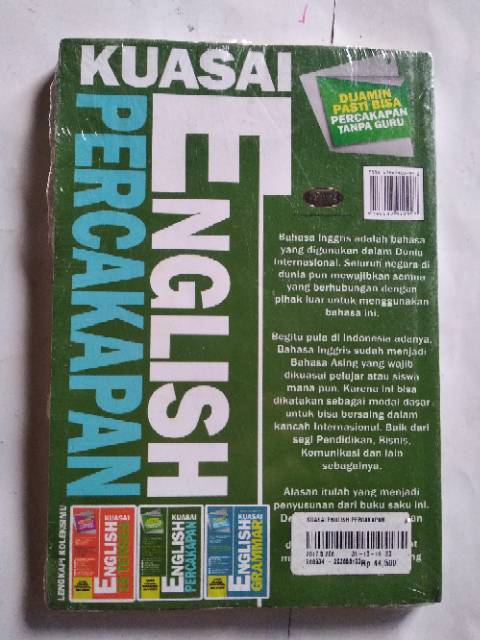 KUASAI
ENGLISH
PERCAKAPAN
DIJAMIN
PASTI BISA
PERCAKAPAN
TANPA GURU
Bahasa Inggris adalah bahasa
yang digunakan dalam Dunia
Internasional. Seluruh negara di
dunia pun mewajibkan semua
yang berhubungan dengan
pihak luar untuk menggunakan
bahasa ini.
Begitu pula di Indonesia adanya,
Bahasa Inggris sudah menjadi
Bahasa Asing yang wajib
dikuasai pelajar atau siswa
mana pun. Karena ini bisa
dikatakan sebagai modal dasar
untuk bisa bersaing dalam
kancah Internasional. Baik dari
segi Pendidikan, Bisnis,
Komunikasi dan lain
sebagainya.
Alasan itulah yang menjadi
penyusunan dari buku saku ini.
KUASAI ENGLISH PERCAKAPAN
Rp 44,500
LENGKAPI KOLEKSIMU
KUASAI
ENGLISH
KUASAI
ENGLISH
PERCAKAPAN
KUASAI
ENGLISH
GRAMMAR